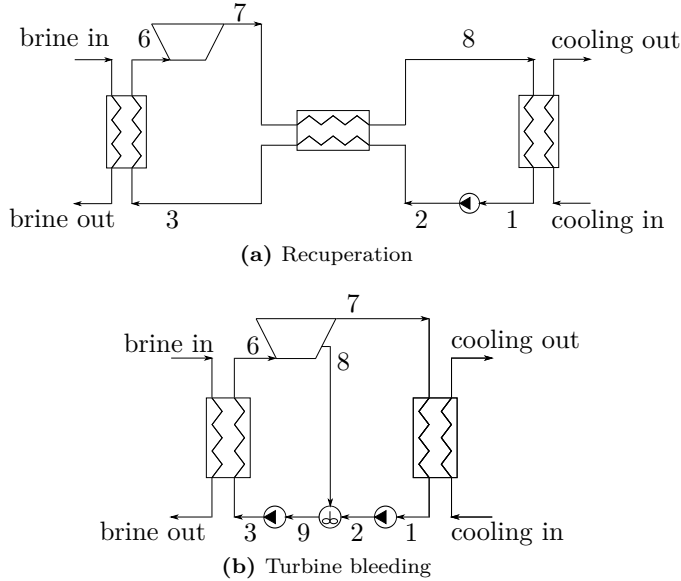 7
brine in 6 8 cooling out
brine out 3 2 1 cooling in
(a) Recuperation
7
brine in 6 8 cooling out
brine out 3 9 2 1 cooling in
(b) Turbine bleeding